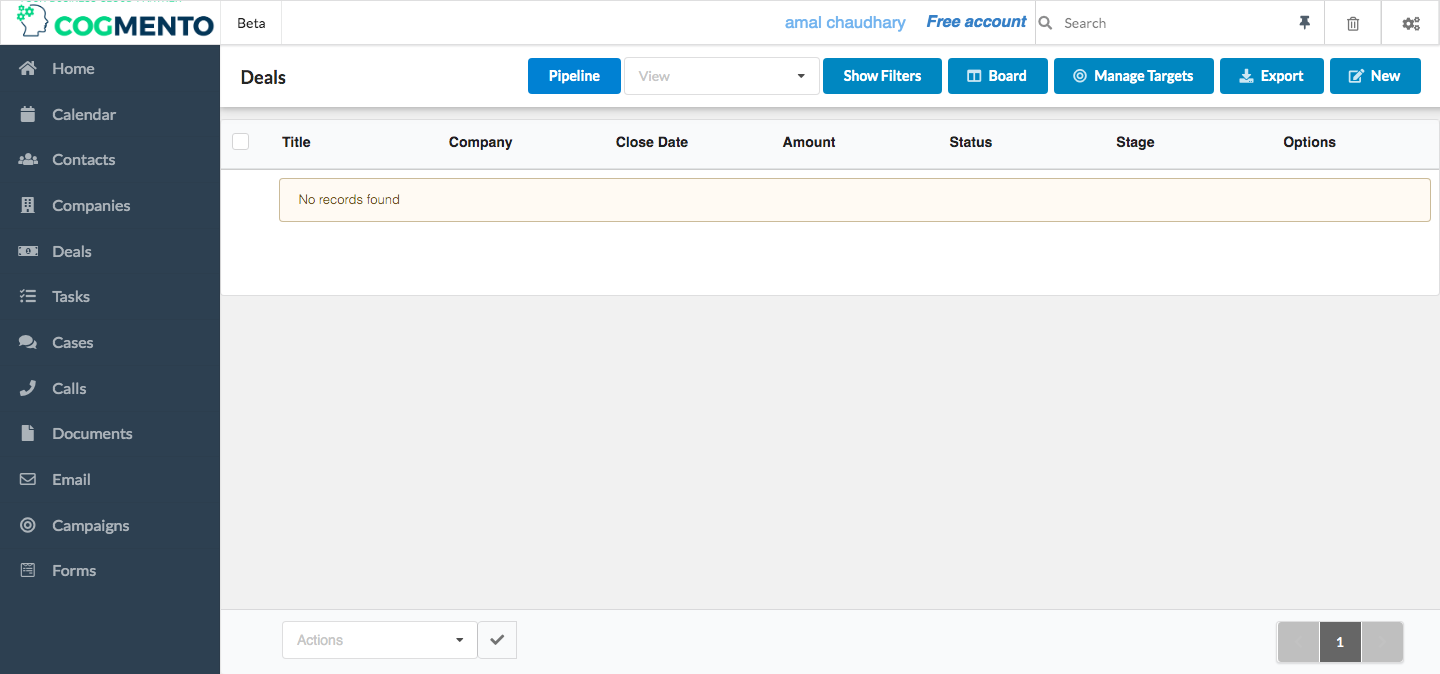 COGMENTO
Beta
amal chaudhary
Free account
Search
Home
Calendar
Contacts
Companies
Deals
Tasks
Cases
Calls
Documents
Email
Campaigns
Forms
Deals
Pipeline
View
Show Filters
Board
Manage Targets
Export
New
Title
Company
Close Date
Amount
Status
Stage
Options
No records found
Actions
1